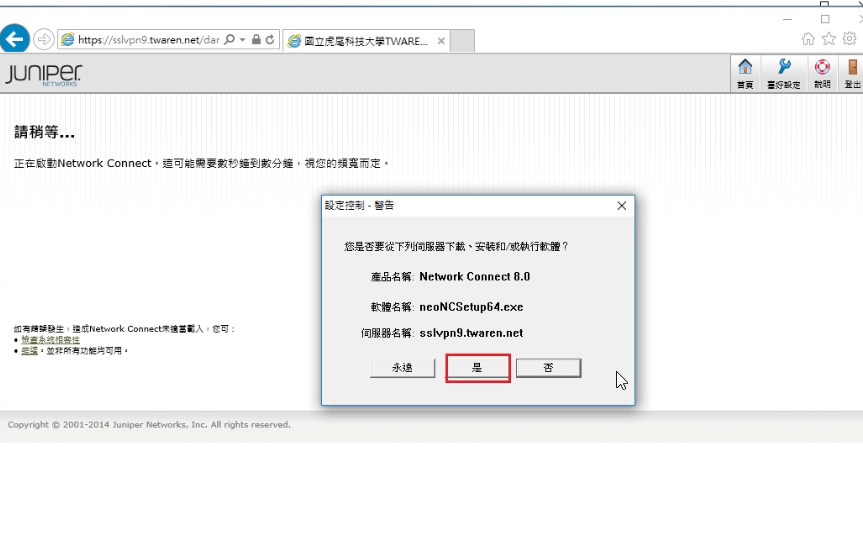 https://sslvpn9.twaren.net/dar
國立虎尾科技大學TWARE...
JUNIPER
NETWORKS
首頁 喜好設定 說明 登出
請稍等...
正在啟動Network Connect。這可能需要數秒鐘到數分鐘，視您的頻寬而定。
設定控制 - 警告
您是否要從下列伺服器下載、安裝和/或執行軟體？
產品名稱: Network Connect 8.0
軟體名稱: neoNCSetup64.exe
伺服器名稱: sslvpn9.twaren.net
永遠 是 否
如有錯誤發生，造成Network Connect未適當載入，您可：
• 檢查系統相容性
• 繼續。並非所有功能均可用。
Copyright © 2001-2014 Juniper Networks, Inc. All rights reserved.